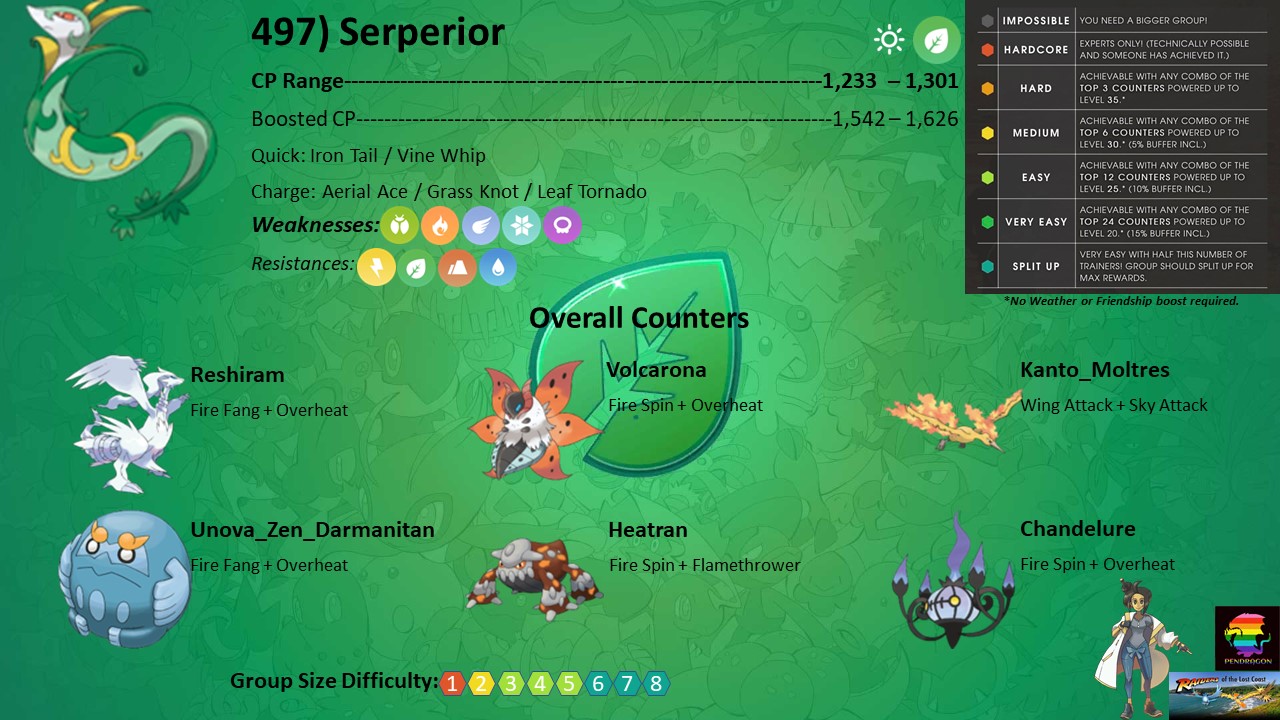 497) Serperior
CP Range------------------------------------------------------------------1,233 – 1,301
Boosted CP------------------------------------------------------------------1,542 – 1,626
Quick: Iron Tail / Vine Whip
Charge: Aerial Ace / Grass Knot / Leaf Tornado
Weaknesses:
Resistances:
IMPOSSIBLE YOU NEED A BIGGER GROUP!
HARDCORE EXPERTS ONLY! (TECHNICALLY POSSIBLE
AND SOMEONE HAS ACHIEVED IT.)
HARD ACHIEVABLE WITH ANY COMBO OF THE
TOP 3 COUNTERS POWERED UP TO
LEVEL 35.*
MEDIUM ACHIEVABLE WITH ANY COMBO OF THE
TOP 6 COUNTERS POWERED UP TO
LEVEL 30.* (5% BUFFER INCL.)
EASY ACHIEVABLE WITH ANY COMBO OF THE
TOP 12 COUNTERS POWERED UP TO
LEVEL 25.* (10% BUFFER INCL.)
VERY EASY ACHIEVABLE WITH ANY COMBO OF THE
TOP 24 COUNTERS POWERED UP TO
LEVEL 20.* (15% BUFFER INCL.)
SPLIT UP VERY EASY WITH HALF THIS NUMBER OF
TRAINERS! GROUP SHOULD SPLIT UP FOR
MAX REWARDS.
*No Weather or Friendship boost required.
Overall Counters
Reshiram
Fire Fang + Overheat
Volcarona
Fire Spin + Overheat
Kanto_Moltres
Wing Attack + Sky Attack
Unova_Zen_Darmanitan
Fire Fang + Overheat
Heatran
Fire Spin + Flamethrower
Chandelure
Fire Spin + Overheat
Group Size Difficulty: 1 2 3 4 5 6 7 8
PENDRAGON
RAIDERS of the Lost Coast